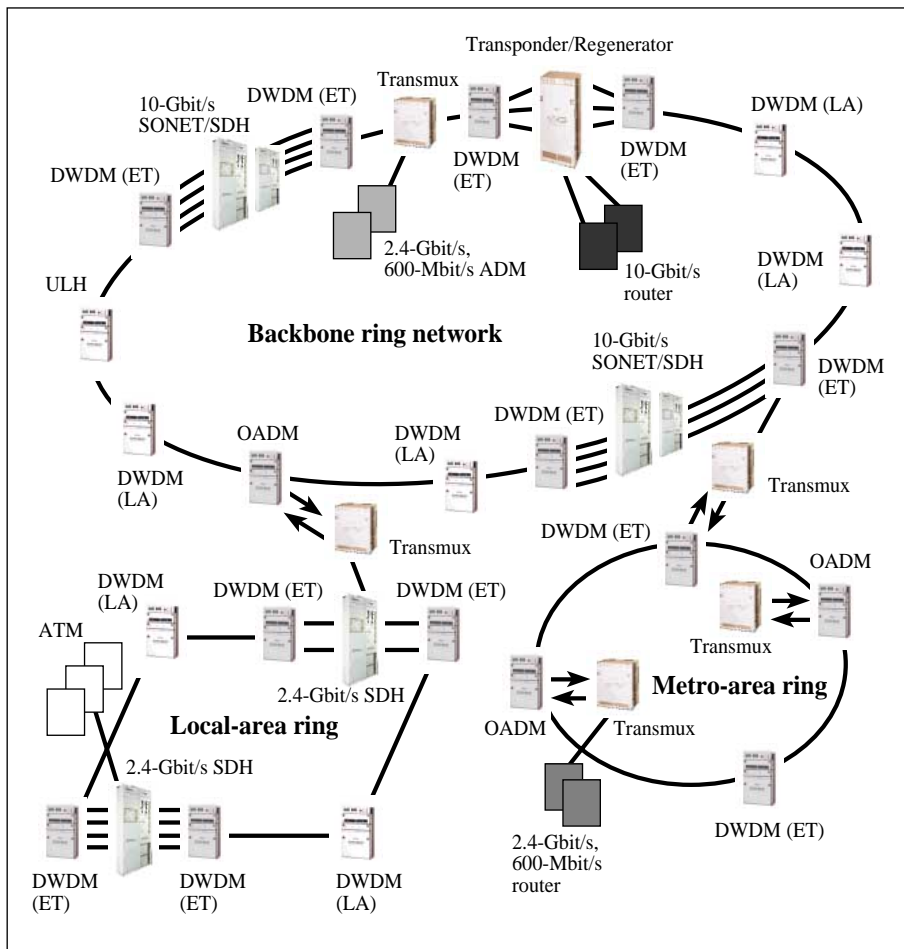 Transponder/Regenerator
Transmux
DWDM (ET)
10-Gbit/s
SONET/SDH
DWDM (LA)
DWDM (ET)
DWDM
(ET)
DWDM
(ET)
2.4-Gbit/s,
600-Mbit/s ADM
10-Gbit/s
router
DWDM
(LA)
ULH
Backbone ring network
10-Gbit/s
SONET/SDH
DWDM
(ET)
DWDM (ET)
OADM
DWDM
(LA)
DWDM
(LA)
Transmux
Transmux
DWDM (ET)
OADM
DWDM
(LA)
DWDM (ET)
DWDM (ET)
ATM
Transmux
2.4-Gbit/s SDH
Metro-area ring
OADM
Transmux
Local-area ring
2.4-Gbit/s SDH
DWDM (ET)
2.4-Gbit/s,
600-Mbit/s
router
DWDM
(ET)
DWDM
(ET)
DWDM
(LA)